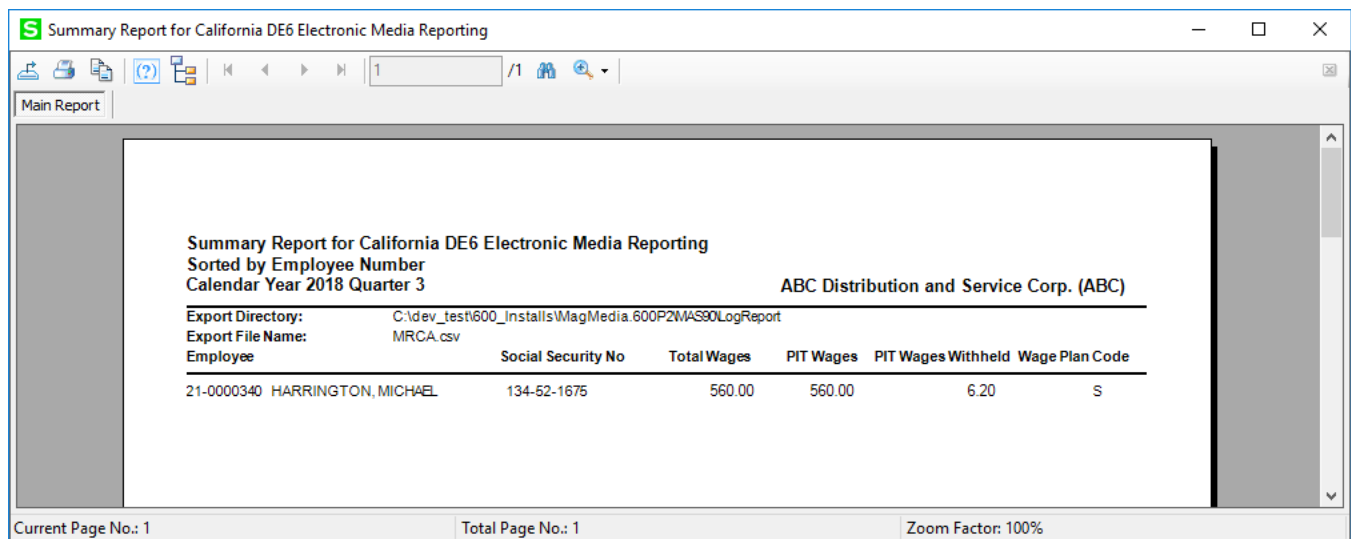 S Summary Report for California DE6 Electronic Media Reporting
1 /1
Main Report
Summary Report for California DE6 Electronic Media Reporting
Sorted by Employee Number
Calendar Year 2018 Quarter 3 ABC Distribution and Service Corp. (ABC)
Export Directory: C:\dev_test\600_Installs\MagMedia.600P2\MAS90\LogReport
Export File Name: MRCA.csv
Employee Social Security No Total Wages PIT Wages PIT Wages Withheld Wage Plan Code
21-0000340 HARRINGTON, MICHAEL 134-52-1675 560.00 560.00 6.20 S
Current Page No.: 1 Total Page No.: 1 Zoom Factor: 100%